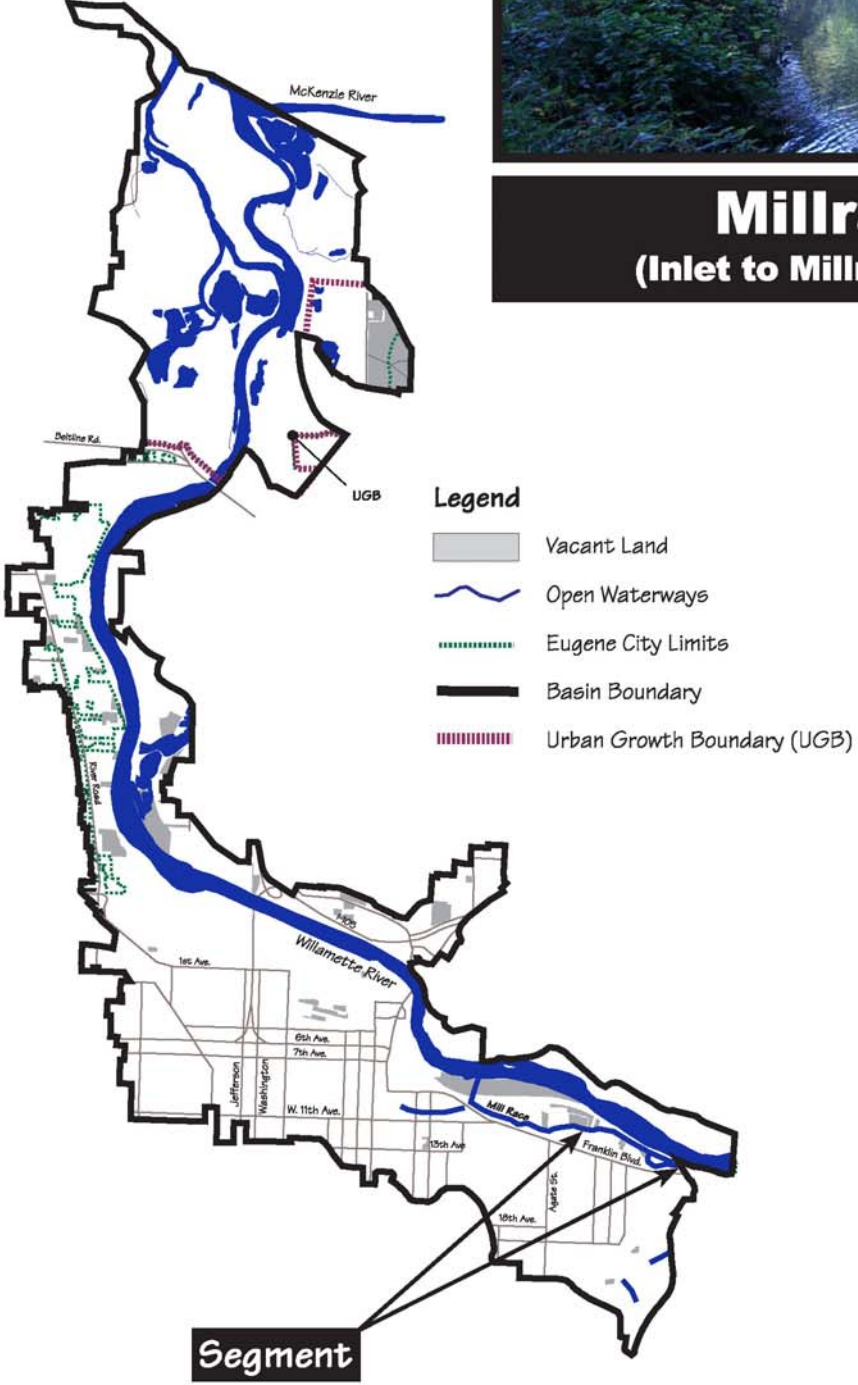 McKenzie River
Millr
(Inlet to Mill
Beltline Rd.
UGB
Legend
Vacant Land
Open Waterways
Eugene City Limits
Basin Boundary
Urban Growth Boundary (UGB)
River Road
I-105
Willamette River
1st Ave.
6th Ave.
7th Ave.
Jefferson
Washington
W. 11th Ave.
Mill Race
13th Ave
Franklin Blvd.
Agate St.
18th Ave.
Segment